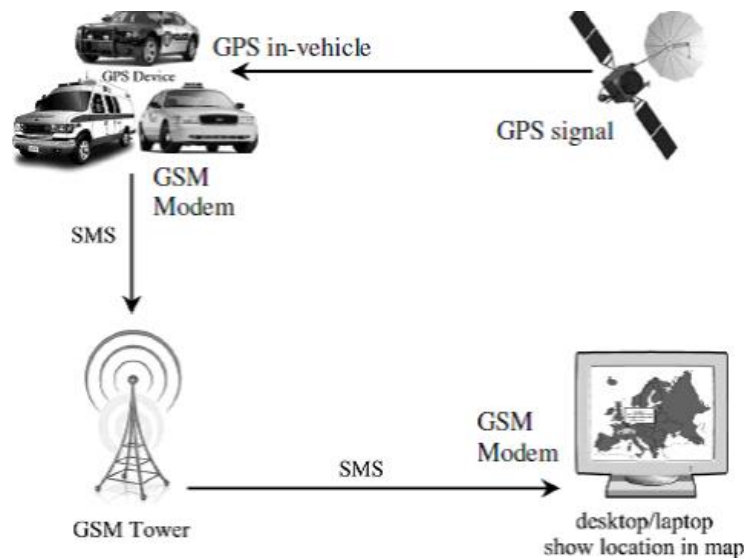 GPS in-vehicle
GPS Device
GPS signal
GSM
Modem
SMS
GSM
Modem
SMS
GSM Tower
desktop/laptop
show location in map